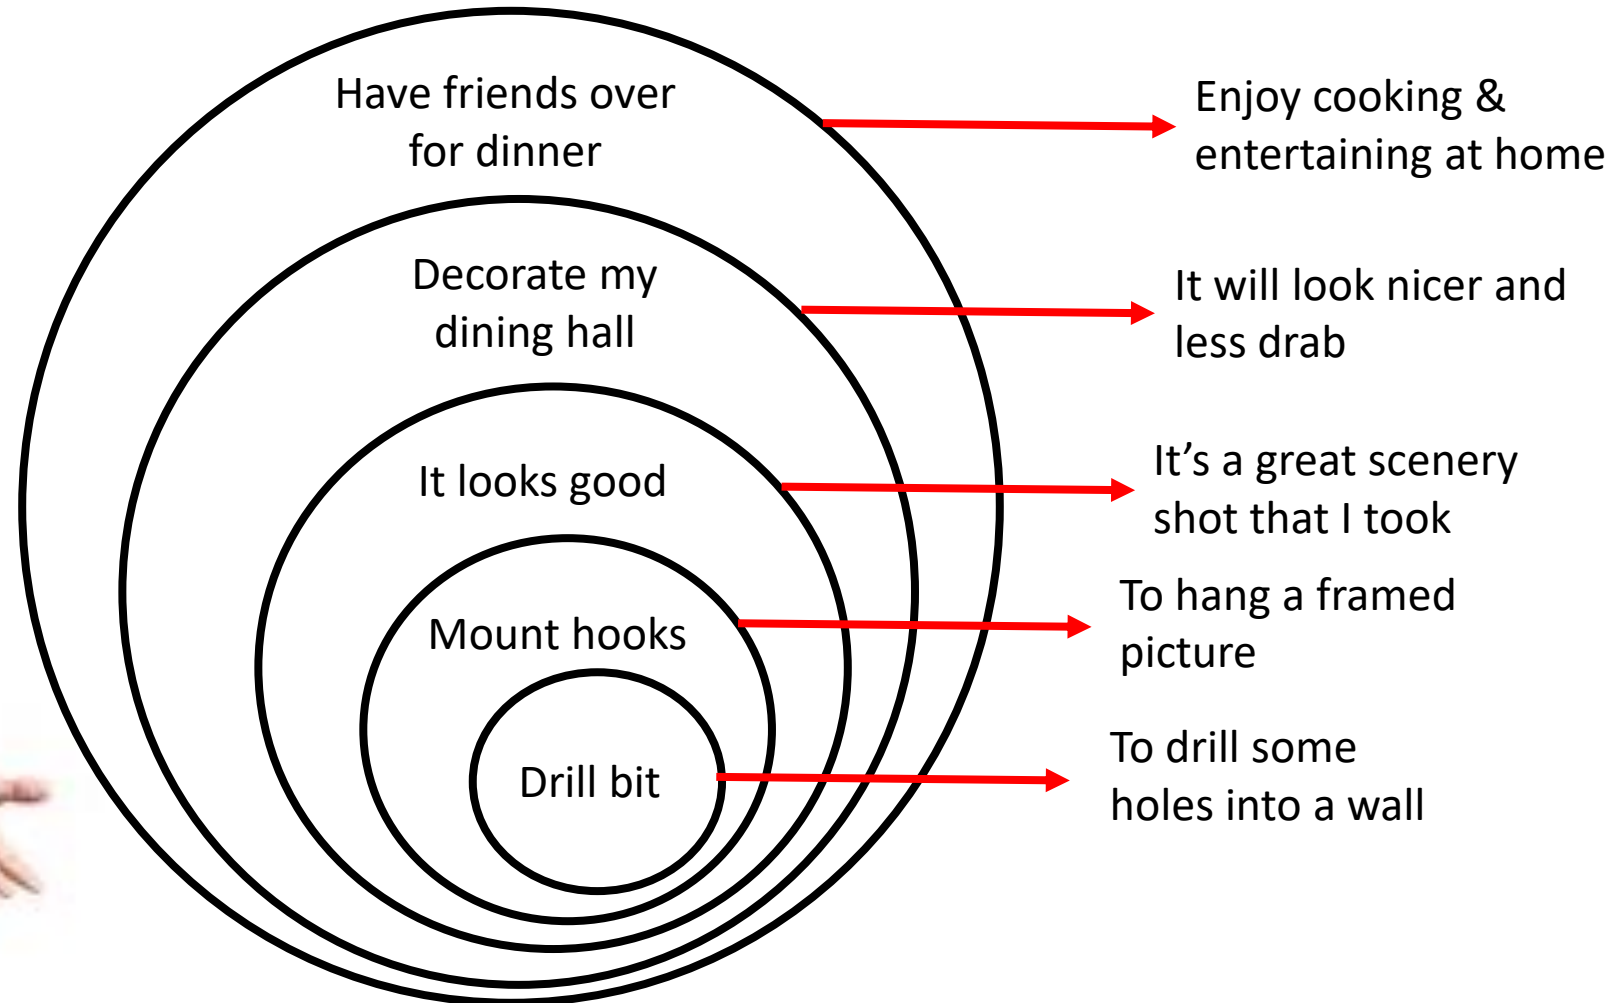 Have friends over
for dinner
Enjoy cooking &
entertaining at home
Decorate my
dining hall
It will look nicer and
less drab
It looks good
It’s a great scenery
shot that I took
Mount hooks
To hang a framed
picture
Drill bit
To drill some
holes into a wall